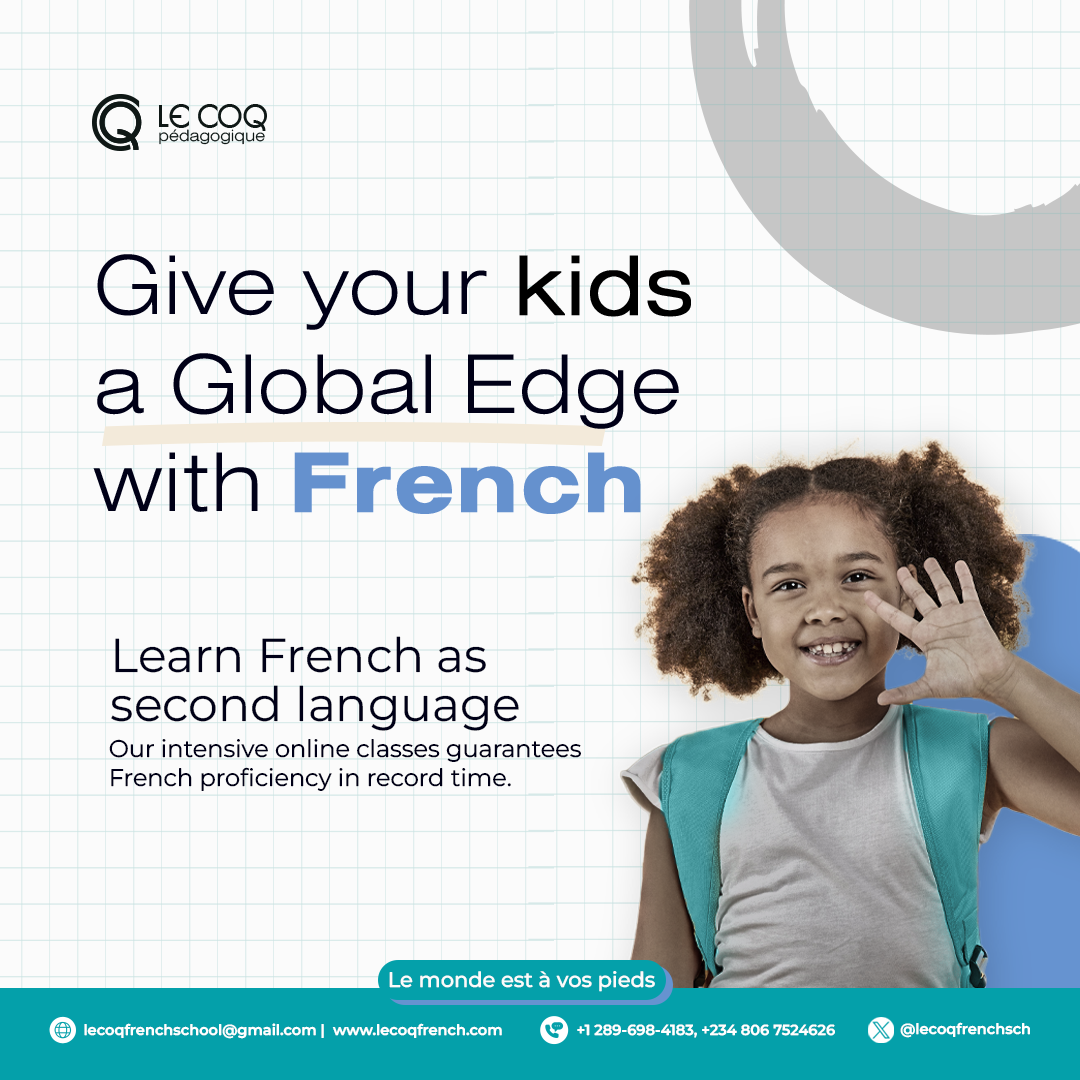 LE COQ
pédagogique
Give your kids
a Global Edge
with French
Learn French as
second language
Our intensive online classes guarantees
French proficiency in record time.
Le monde est à vos pieds
lecoqfrenchschool@gmail.com | www.lecoqfrench.com
+1 289-698-4183, +234 806 7524626
@lecoqfrenchsch